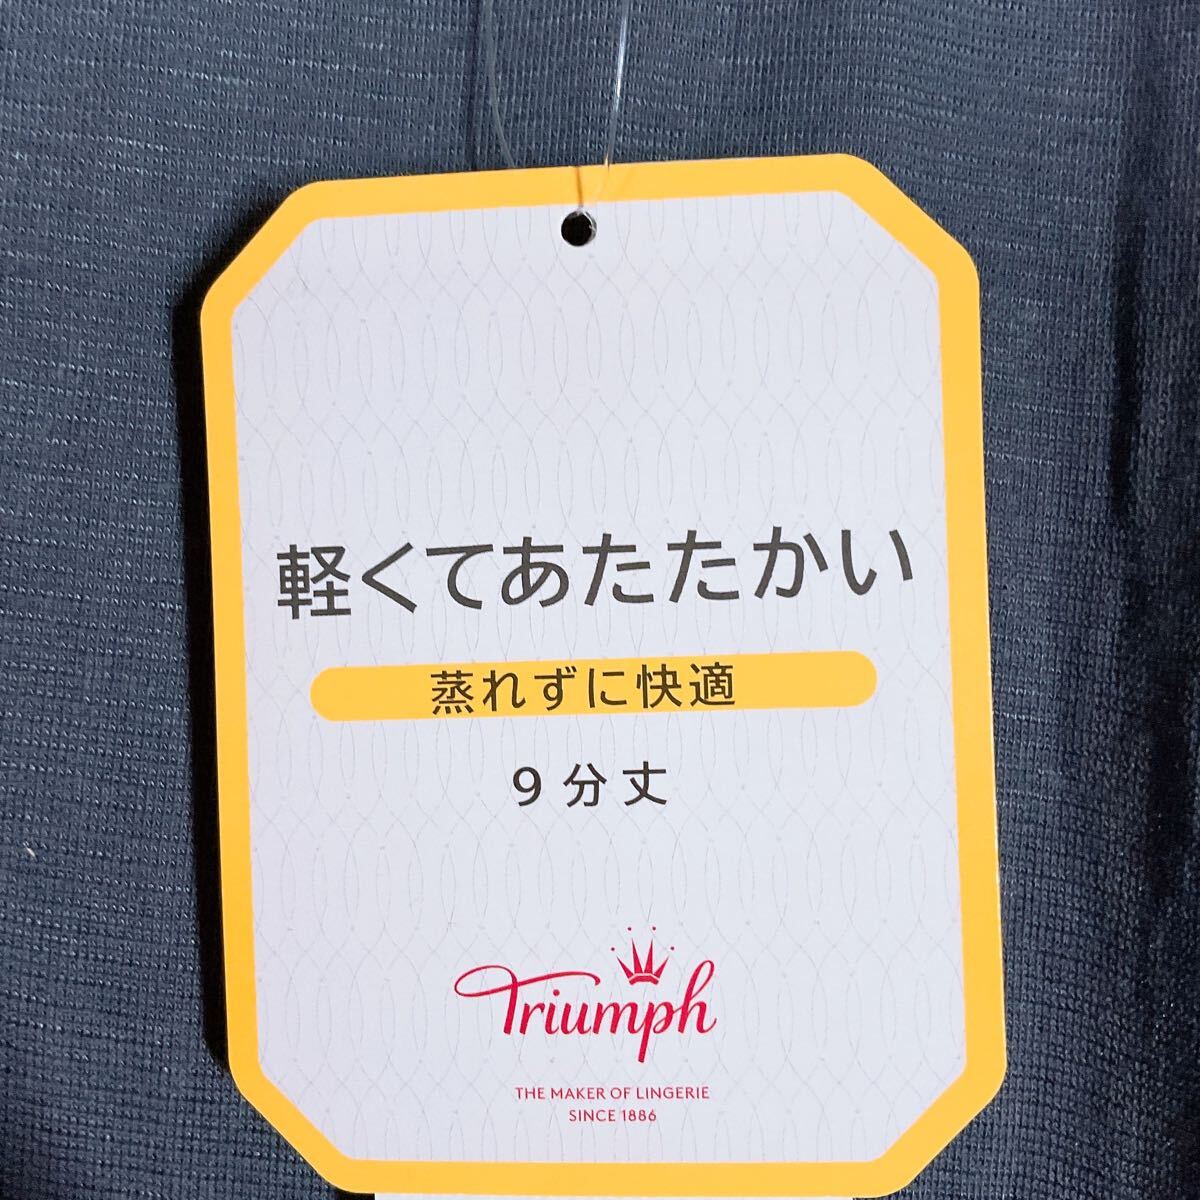 軽くてあたたかい
蒸れずに快適
9分丈
Triumph
THE MAKER OF LINGERIE
SINCE 1886